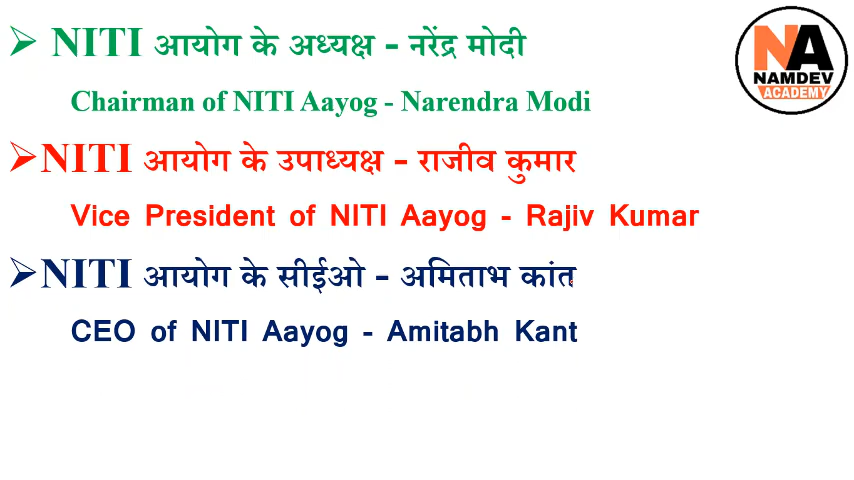 ➢ NITI आयोग के अध्यक्ष - नरेंद्र मोदी
Chairman of NITI Aayog - Narendra Modi
➢NITI आयोग के उपाध्यक्ष - राजीव कुमार
Vice President of NITI Aayog - Rajiv Kumar
➢NITI आयोग के सीईओ - अमिताभ कांत
CEO of NITI Aayog - Amitabh Kant
NA
NAMDEV
ACADEMY